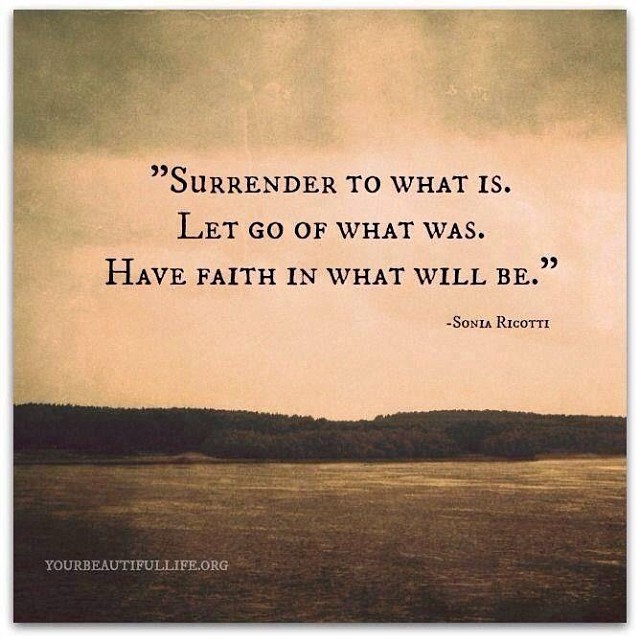 "Surrender to what is.
Let go of what was.
Have faith in what will be."
-Sonia Ricotti
yourbeautifullife.org